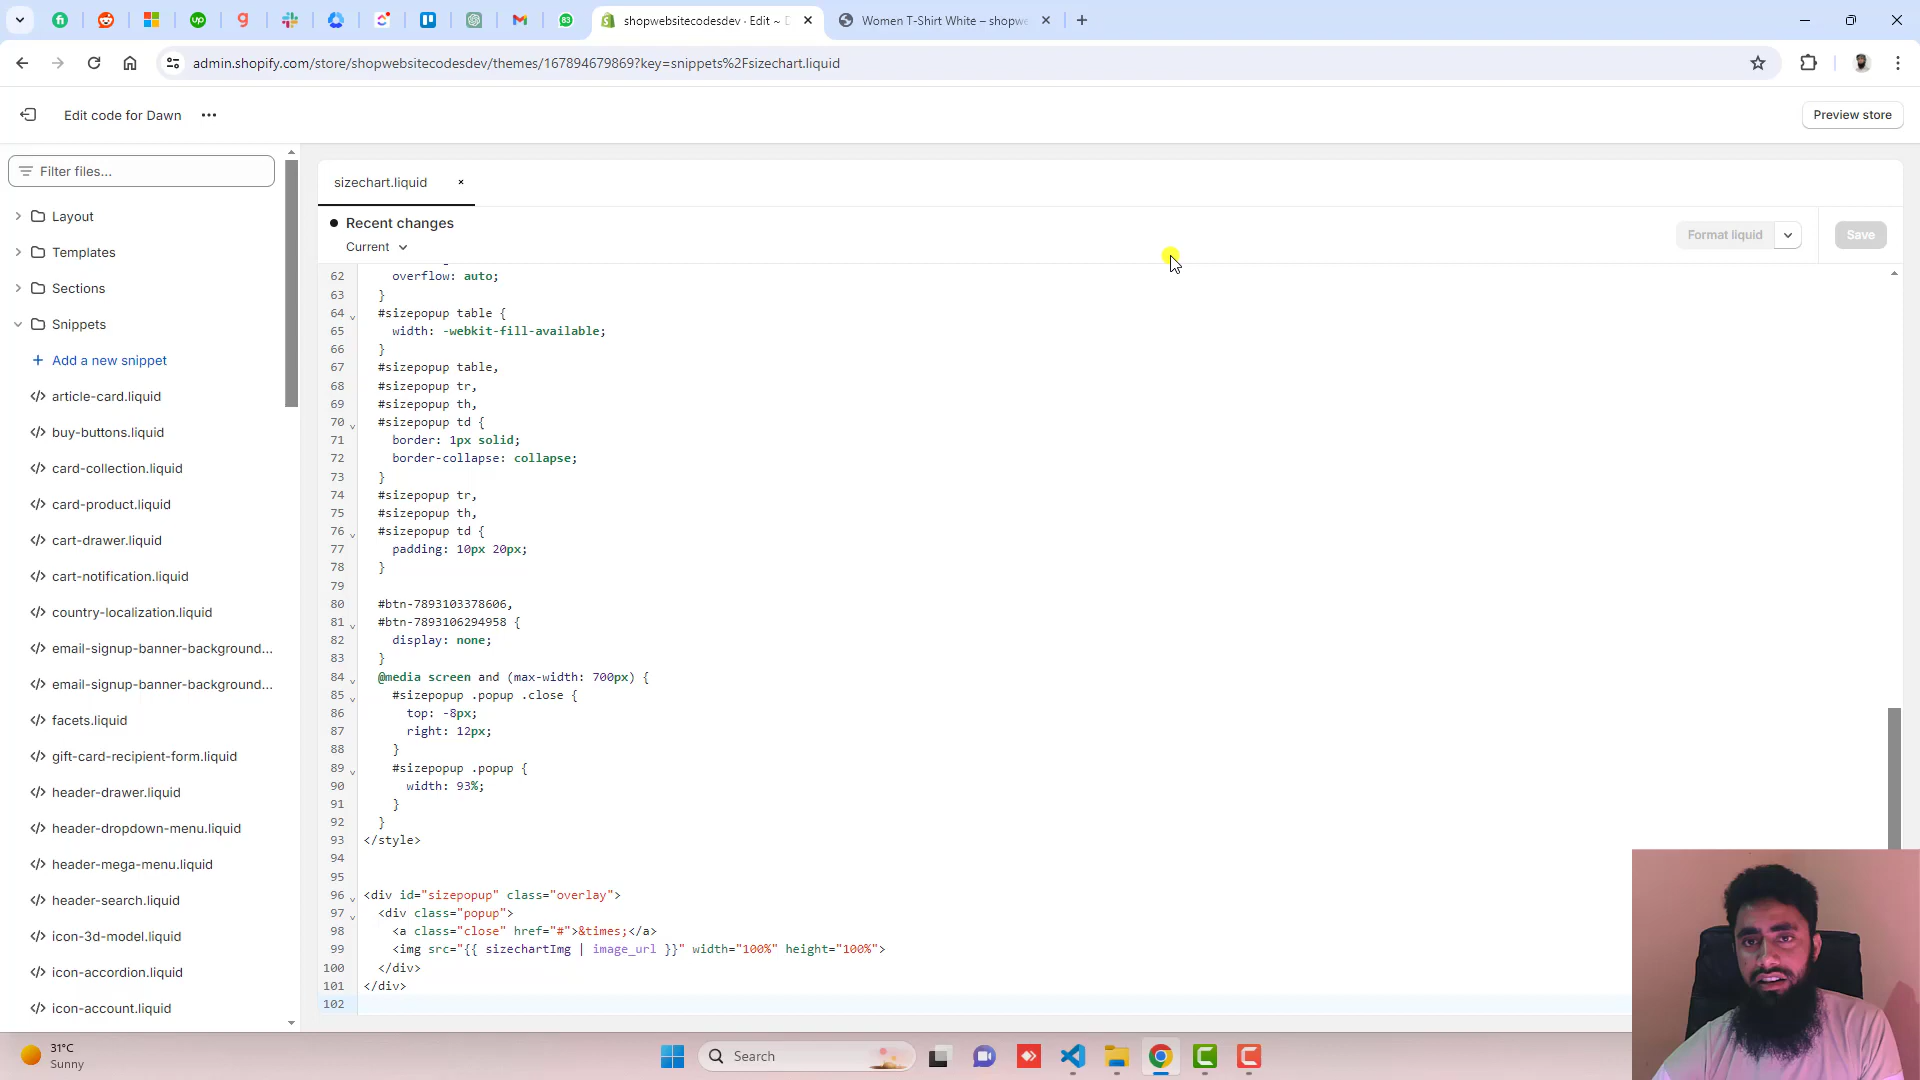 shopwebsitecodesdev · Edit ~ D
Women T-Shirt White – shopwe
admin.shopify.com/store/shopwebsitecodesdev/themes/167894679869?key=snippets%2Fsizechart.liquid
Edit code for Dawn
Preview store
Filter files...
Layout
Templates
Sections
Snippets
Add a new snippet
article-card.liquid
buy-buttons.liquid
card-collection.liquid
card-product.liquid
cart-drawer.liquid
cart-notification.liquid
country-localization.liquid
email-signup-banner-background...
email-signup-banner-background...
facets.liquid
gift-card-recipient-form.liquid
header-drawer.liquid
header-dropdown-menu.liquid
header-mega-menu.liquid
header-search.liquid
icon-3d-model.liquid
icon-accordion.liquid
icon-account.liquid
sizechart.liquid
Recent changes
Current
Format liquid
Save
62 overflow: auto;
63 }
64 #sizepopup table {
65 width: -webkit-fill-available;
66 }
67 #sizepopup table,
68 #sizepopup tr,
69 #sizepopup th,
70 #sizepopup td {
71 border: 1px solid;
72 border-collapse: collapse;
73 }
74 #sizepopup tr,
75 #sizepopup th,
76 #sizepopup td {
77 padding: 10px 20px;
78 }
79
80 #btn-7893103378606,
81 #btn-7893106294958 {
82 display: none;
83 }
84 @media screen and (max-width: 700px) {
85 #sizepopup .popup .close {
86 top: -8px;
87 right: 12px;
88 }
89 #sizepopup .popup {
90 width: 93%;
91 }
92 }
93 </style>
94
95
96 <div id="sizepopup" class="overlay">
97 <div class="popup">
98 <a class="close" href="#">&times;</a>
99 <img src="{{ sizechartImg | image_url }}" width="100%" height="100%">
100 </div>
101 </div>
102
31°C
Sunny
Search